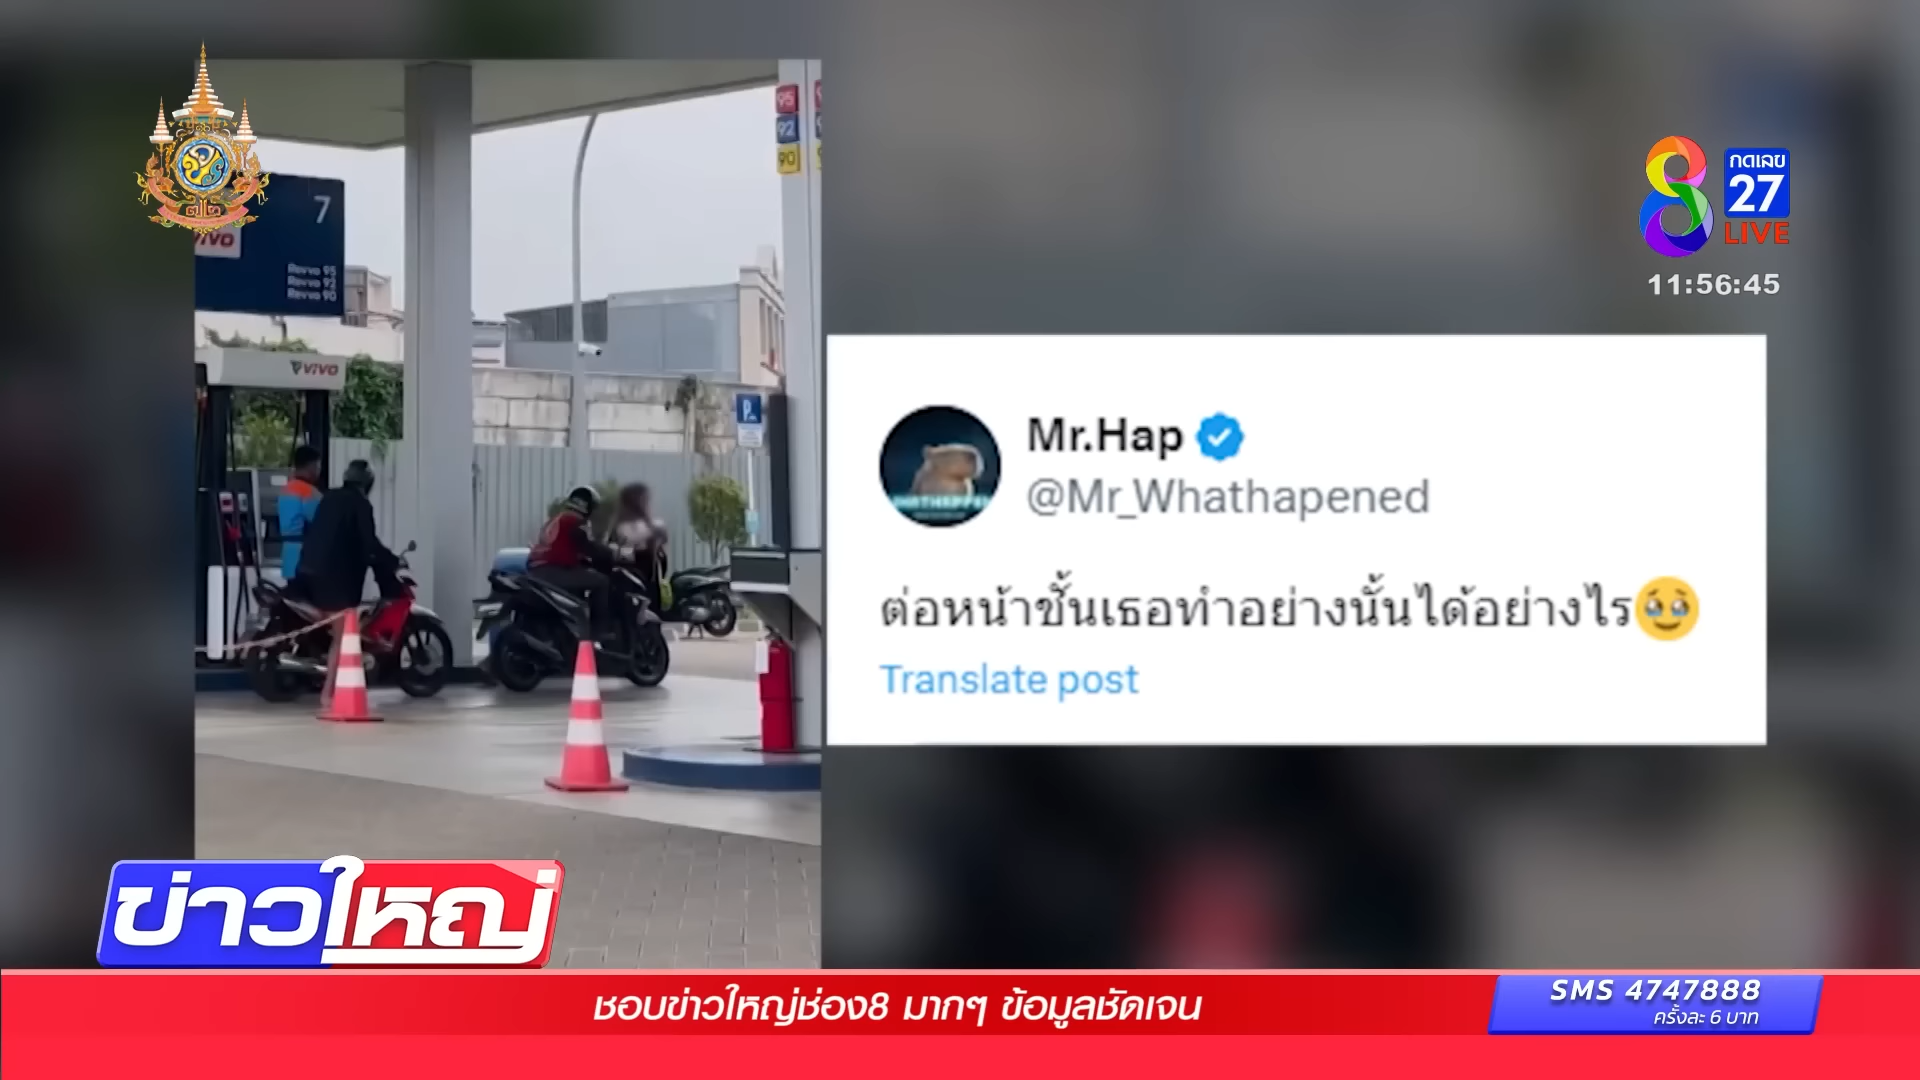 95
92
90
7
VIVO
Revvo 95
Revvo 92
Revvo 90
VIVO
P
กดเลข
8 27
LIVE
11:56:45
Mr.Hap
@Mr_Whathapened
ต่อหน้าชั้นเธอทำอย่างนั้นได้อย่างไร🥹
Translate post
ข่าวใหญ่
ชอบข่าวใหญ่ช่อง8 มากๆ ข้อมูลชัดเจน
SMS 4747888
ครั้งละ 6 บาท